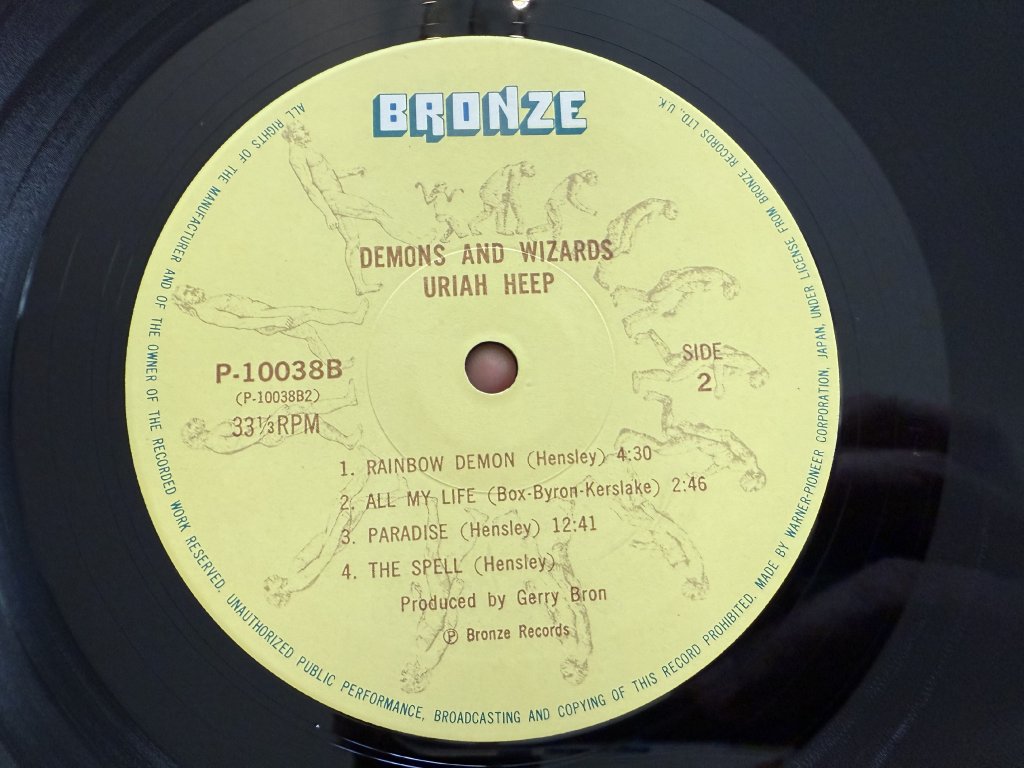 BRONZE
DEMONS AND WIZARDS
URIAH HEEP
P-10038B
(P-10038B2)
33⅓RPM
SIDE
2
1. RAINBOW DEMON (Hensley) 4:30
2. ALL MY LIFE (Box-Byron-Kerslake) 2:46
3. PARADISE (Hensley) 12:41
4. THE SPELL (Hensley)
Produced by Gerry Bron
Ⓟ Bronze Records
ALL RIGHTS OF THE MANUFACTURER AND OF THE OWNER OF THE RECORDED WORK RESERVED. UNAUTHORIZED PUBLIC PERFORMANCE, BROADCASTING AND COPYING OF THIS RECORD PROHIBITED. MADE BY WARNER-PIONEER CORPORATION, JAPAN, UNDER LICENSE FROM BRONZE RECORDS LTD., U.K.